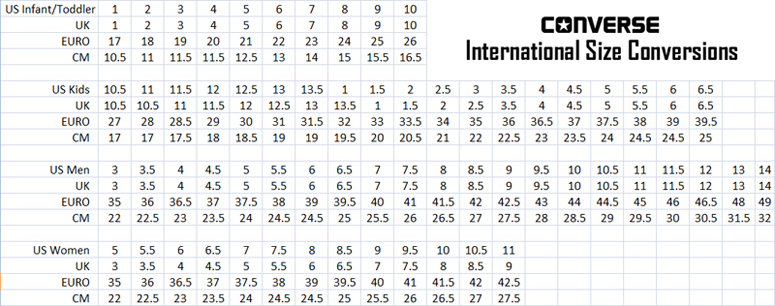 CONVERSE
International Size Conversions
US Infant/Toddler 1 2 3 4 5 6 7 8 9 10
UK 1 2 3 4 5 6 7 8 9 10
EURO 17 18 19 20 21 22 23 24 25 26
CM 10.5 11 11.5 11.5 12.5 13 14 15 15.5 16.5
US Kids 10.5 11 11.5 12 12.5 13 13.5 1 1.5 2 2.5 3 3.5 4 4.5 5 5.5 6 6.5
UK 10.5 10.5 11 11.5 12 12.5 13 13.5 1 1.5 2 2.5 3.5 4 4.5 5 5.5 6 6.5
EURO 27 28 28.5 29 30 31 31.5 32 33 33.5 34 35 36 36.5 37 37.5 38 39 39.5
CM 17 17 17.5 18 18.5 19 19 19.5 20 20.5 21 22 22.5 23 23.5 24 24.5 24.5 25
US Men 3 3.5 4 4.5 5 5.5 6 6.5 7 7.5 8 8.5 9 9.5 10 10.5 11 11.5 12 13 14
UK 3 3.5 4 4.5 5 5.5 6 6.5 7 7.5 8 8.5 9 9.5 10 10.5 11 11.5 12 13 14
EURO 35 36 36.5 37 37.5 38 39 39.5 40 41 41.5 42 42.5 43 44 44.5 45 46 46.5 48 49
CM 22 22.5 23 23.5 24 24.5 24.5 25 25.5 26 26.5 27 27.5 28 28.5 29 29.5 30 30.5 31.5 32
US Women 5 5.5 6 6.5 7 7.5 8 8.5 9 9.5 10 10.5 11
UK 3 3.5 4 4.5 5 5.5 6 6.5 7 7.5 8 8.5 9
EURO 35 36 36.5 37 37.5 38 39 39.5 40 41 41.5 42 42.5
CM 22 22.5 23 23.5 24 24.5 24.5 25 25.5 26 26.5 27 27.5